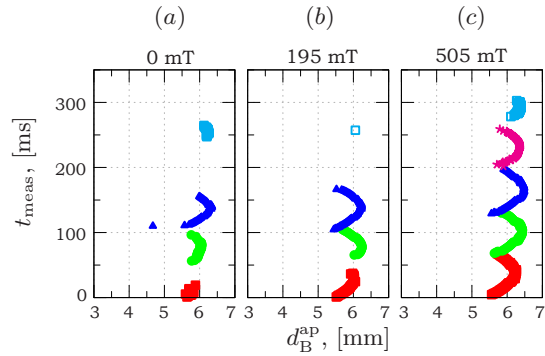 (a) (b) (c)
0 mT 195 mT 505 mT
300
200
100
0
t_meas, [ms]
3 4 5 6 7 3 4 5 6 7 3 4 5 6 7
d_B^ap, [mm]